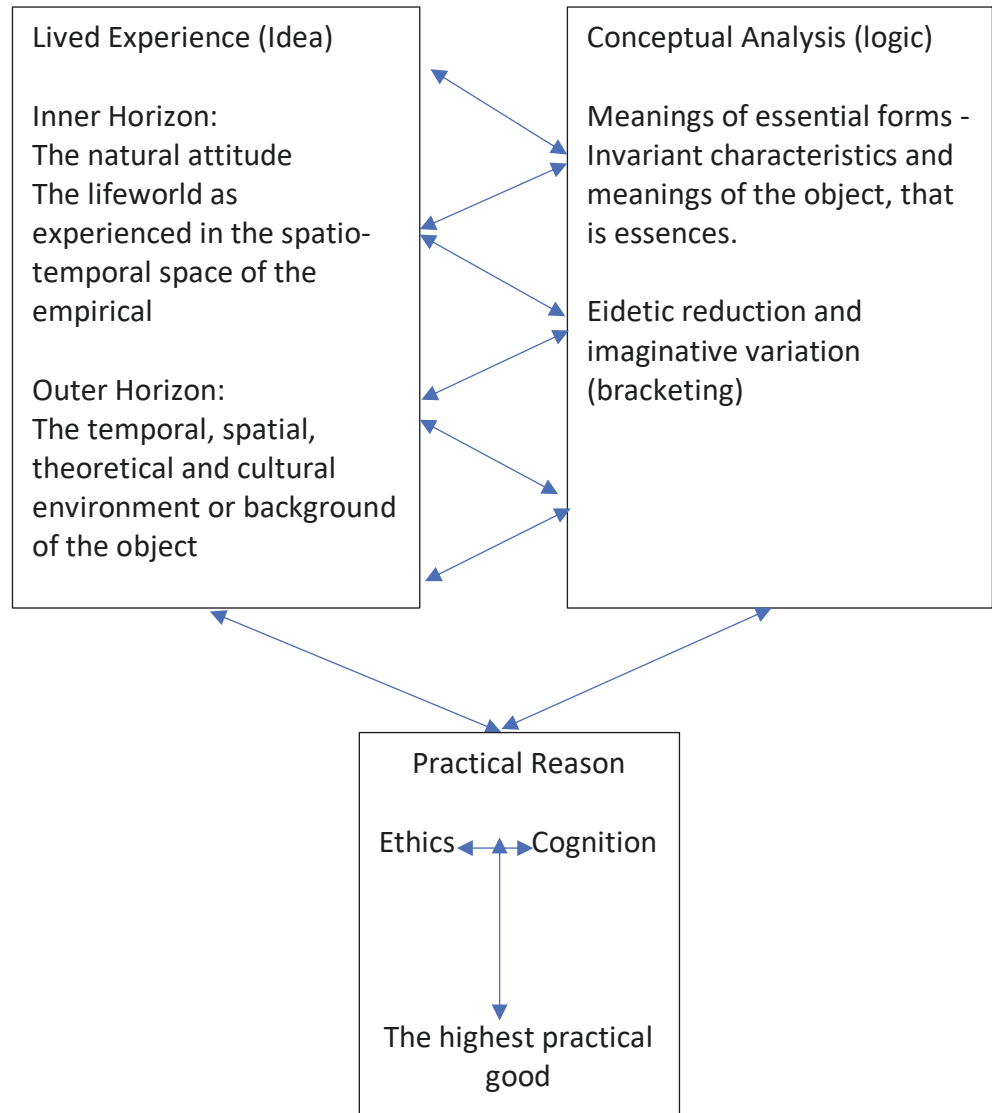 Lived Experience (Idea)
Inner Horizon:
The natural attitude
The lifeworld as
experienced in the spatio-
temporal space of the
empirical
Outer Horizon:
The temporal, spatial,
theoretical and cultural
environment or background
of the object
Conceptual Analysis (logic)
Meanings of essential forms -
Invariant characteristics and
meanings of the object, that
is essences.
Eidetic reduction and
imaginative variation
(bracketing)
Practical Reason
Ethics Cognition
The highest practical
good